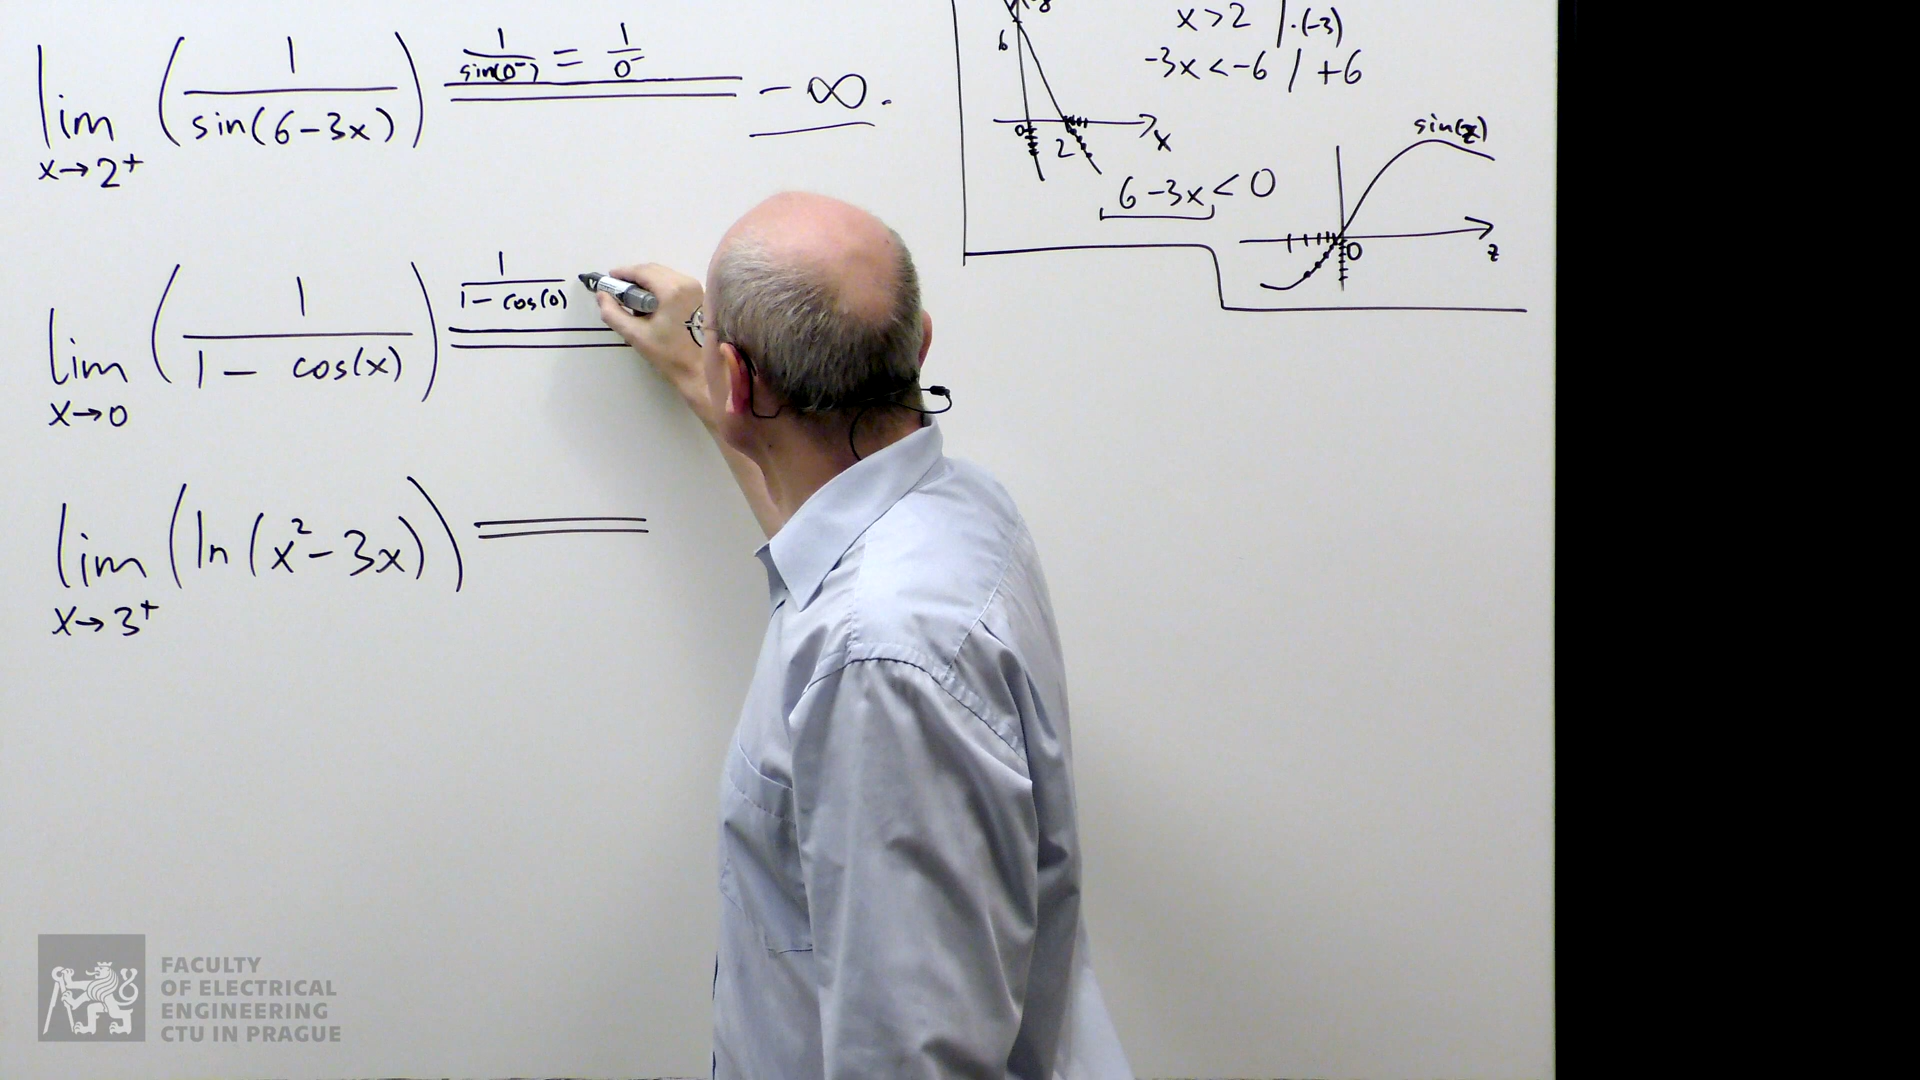 lim x→2⁺ (1/sin(6-3x)) 1/sin(0⁻) = 1/0⁻ -∞.
lim x→0 (1/1 - cos(x)) 1/1 - cos(0)
lim x→3⁺ (ln(x²-3x))
6
0
2
x
x>2 /·(-3)
-3x<-6 / +6
6-3x<0
sin(z)
0
z
FACULTY
OF ELECTRICAL
ENGINEERING
CTU IN PRAGUE